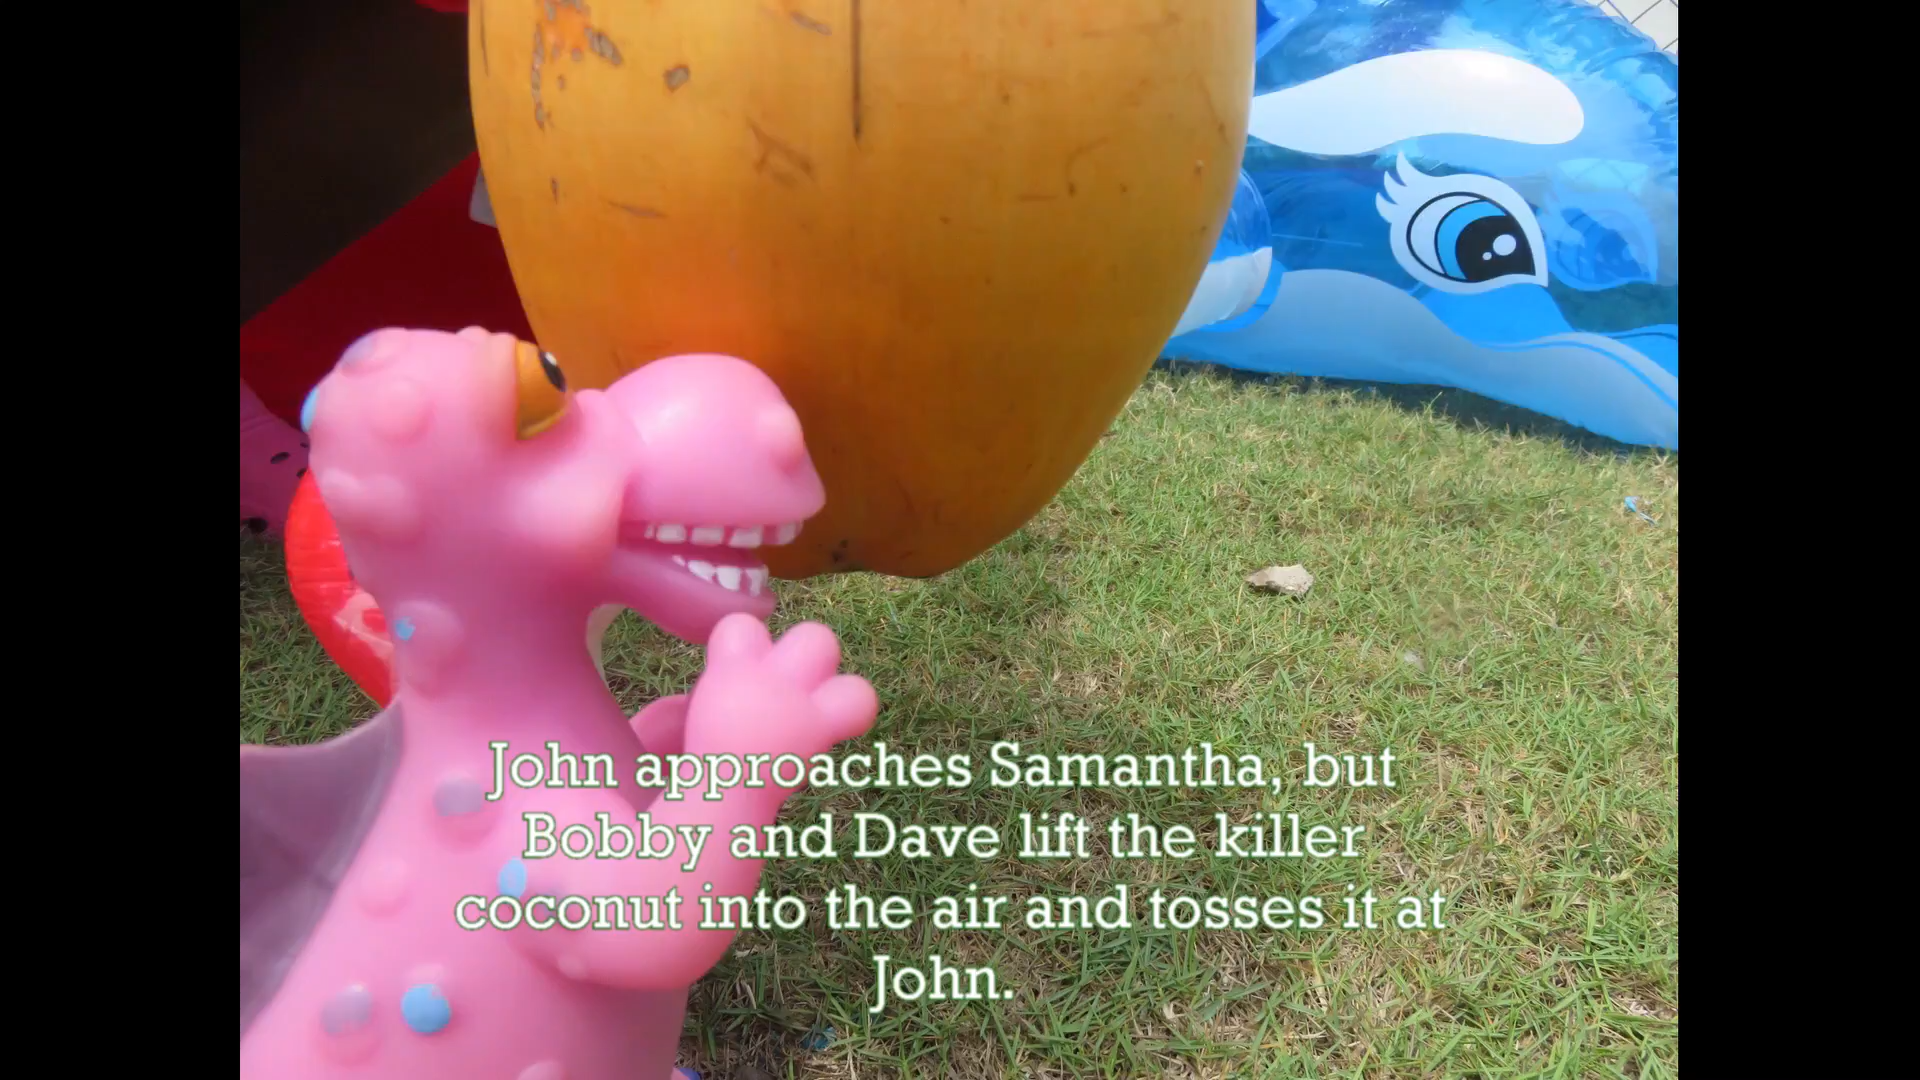 John approaches Samantha, but
Bobby and Dave lift the killer
coconut into the air and tosses it at
John.